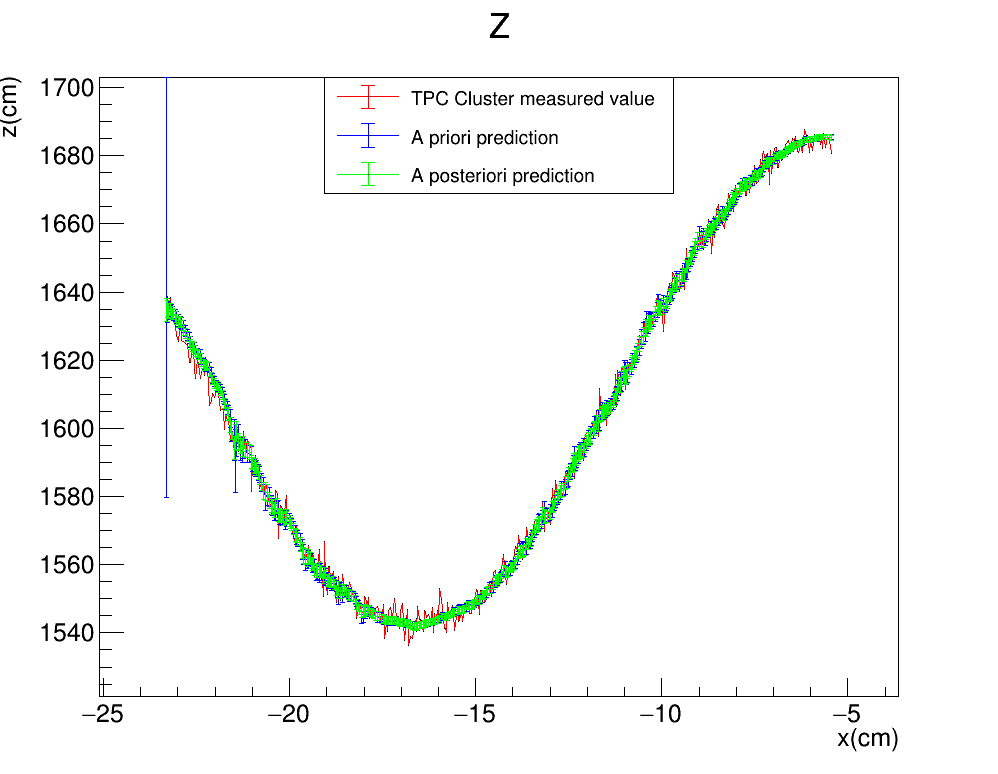 Z
z(cm)
1700
1680
1660
1640
1620
1600
1580
1560
1540
TPC Cluster measured value
A priori prediction
A posteriori prediction
−25
−20
−15
−10
−5
x(cm)